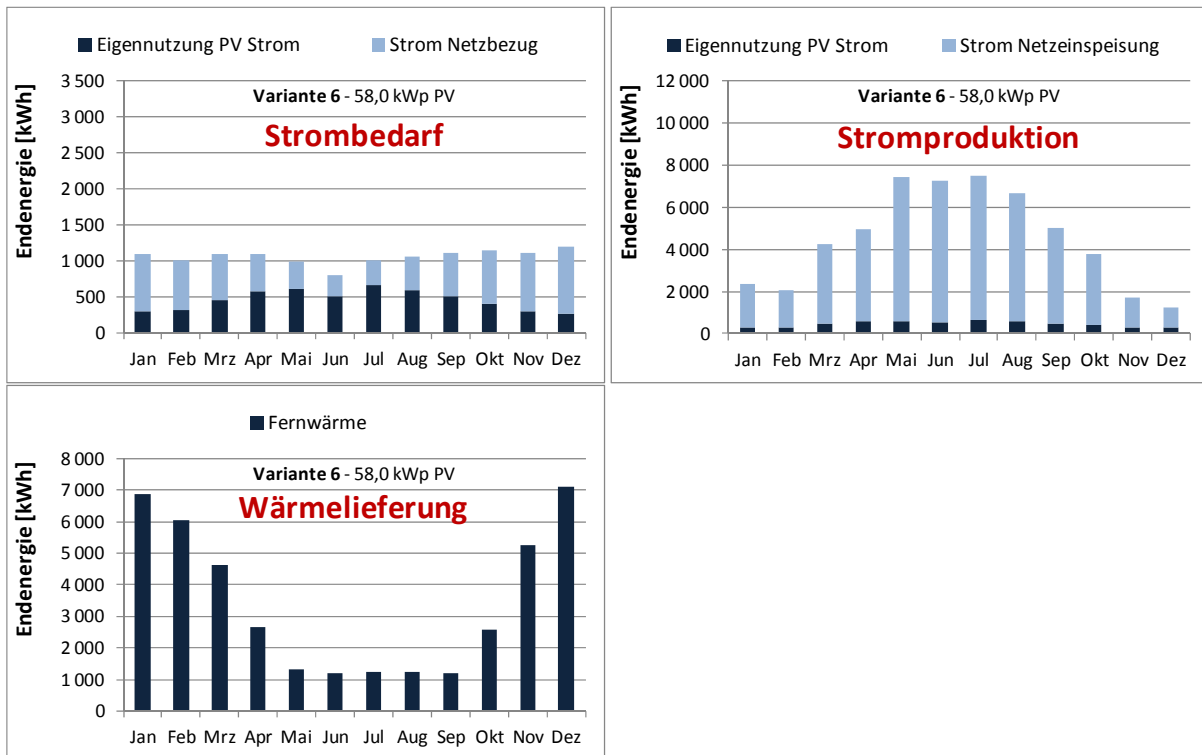 Eigennutzung PV Strom Strom Netzbezug
Endenergie [kWh]
3 500
3 000
2 500
2 000
1 500
1 000
500
0
Variante 6 - 58,0 kWp PV
Strombedarf
Jan Feb Mrz Apr Mai Jun Jul Aug Sep Okt Nov Dez
Eigennutzung PV Strom Strom Netzeinspeisung
Endenergie [kWh]
12 000
10 000
8 000
6 000
4 000
2 000
0
Variante 6 - 58,0 kWp PV
Stromproduktion
Jan Feb Mrz Apr Mai Jun Jul Aug Sep Okt Nov Dez
Fernwärme
Endenergie [kWh]
8 000
7 000
6 000
5 000
4 000
3 000
2 000
1 000
0
Variante 6 - 58,0 kWp PV
Wärmelieferung
Jan Feb Mrz Apr Mai Jun Jul Aug Sep Okt Nov Dez